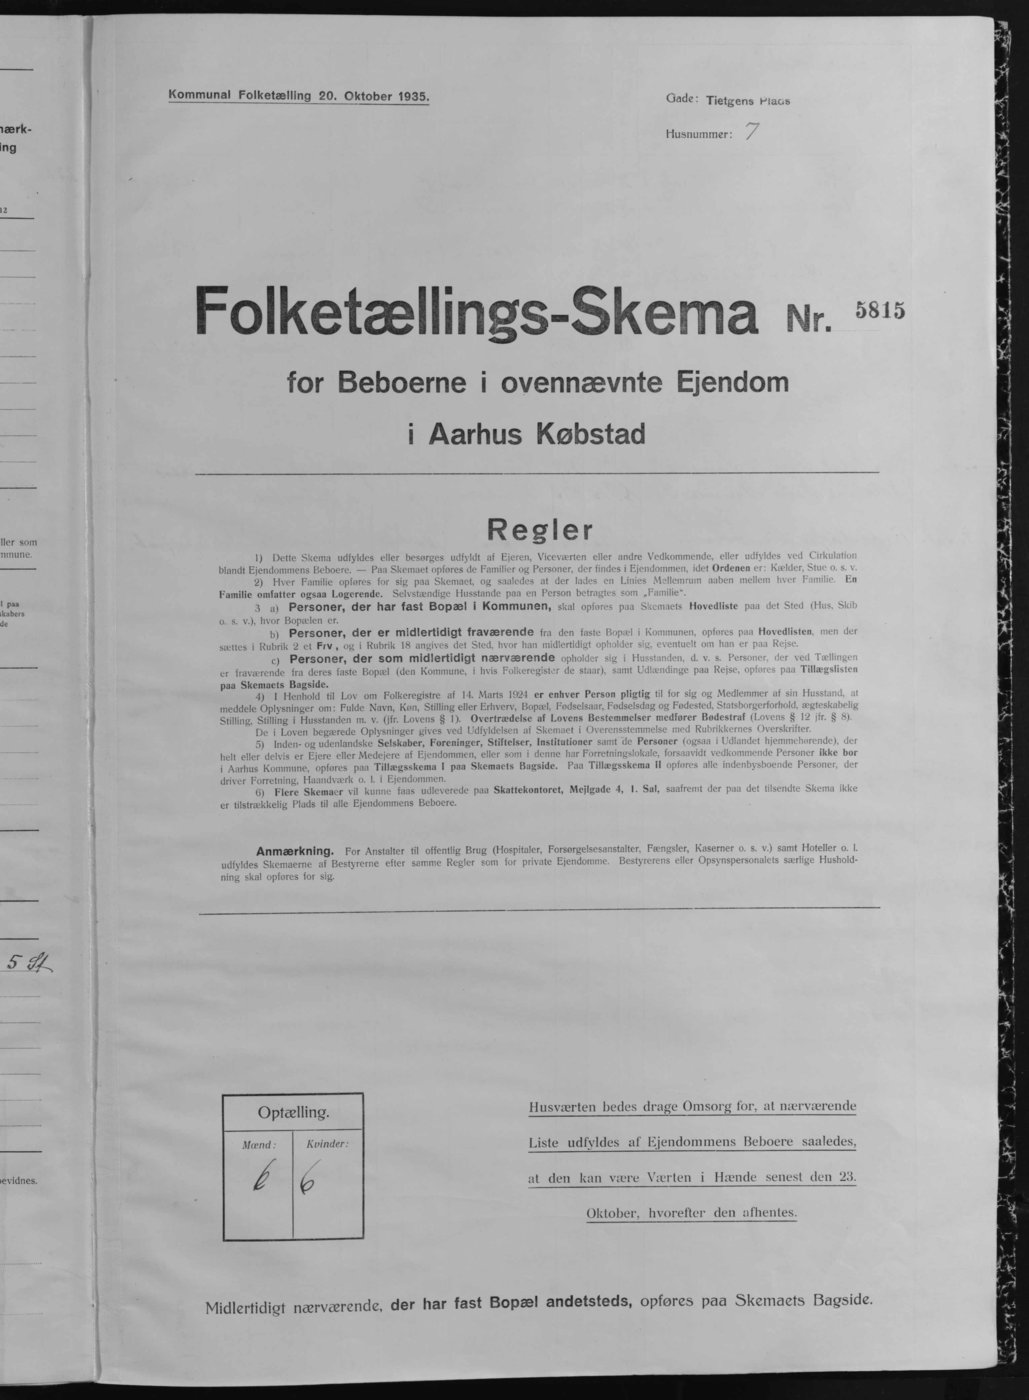 Kommunal Folketælling 20. Oktober 1935.
Gade: Tietgens Plads
Husnummer: 7
Folketællings-Skema Nr. 5815
for Beboerne i ovennævnte Ejendom
i Aarhus Købstad
Regler
1) Dette Skema udfyldes eller besørges udfyldt af Ejeren, Viceværten eller andre Vedkommende, eller udfyldes ved Cirkulation
blandt Ejendommens Beboere. — Paa Skemaet opføres de Familier og Personer, der findes i Ejendommen, idet Ordenen er: Kælder, Stue o. s. v.
2) Hver Familie opføres for sig paa Skemaet, og saaledes at der lades en Linies Mellemrum aaben mellem hver Familie. En
Familie omfatter ogsaa Logerende. Selvstændige Husstande paa en Person betragtes som „Familie“.
3 a) Personer, der har fast Bopæl i Kommunen, skal opføres paa Skemaets Hovedliste paa det Sted (Hus, Skib
o. s. v.), hvor Bopælen er.
b) Personer, der er midlertidigt fraværende fra den faste Bopæl i Kommunen, opføres paa Hovedlisten, men der
sættes i Rubrik 2 et Frv, og i Rubrik 18 angives det Sted, hvor han midlertidigt opholder sig, eventuelt om han er paa Rejse.
c) Personer, der som midlertidigt nærværende opholder sig i Husstanden, d. v. s. Personer, der ved Tællingen
er fraværende fra deres faste Bopæl (den Kommune, i hvis Folkeregister de staar), samt Udlændinge paa Rejse, opføres paa Tillægslisten
paa Skemaets Bagside.
4) I Henhold til Lov om Folkeregistre af 14. Marts 1924 er enhver Person pligtig til for sig og Medlemmer af sin Husstand, at
meddele Oplysninger om: Fulde Navn, Køn, Stilling eller Erhverv, Bopæl, Fødselsaar, Fødselsdag og Fødested, Statsborgerforhold, ægteskabelig
Stilling, Stilling i Husstanden m. v. (jfr. Lovens § 1). Overtrædelse af Lovens Bestemmelser medfører Bødestraf (Lovens § 12 jfr. § 8).
De i Loven begærede Oplysninger gives ved Udfyldelsen af Skemaet i Overensstemmelse med Rubrikkernes Overskrifter.
5) Inden- og udenlandske Selskaber, Foreninger, Stiftelser, Institutioner samt de Personer (ogsaa i Udlandet hjemmehørende), der
helt eller delvis er Ejere eller Medejere af Ejendommen, eller som i denne har Forretningslokale, forsaavidt vedkommende Personer ikke bor
i Aarhus Kommune, opføres paa Tillægsskema I paa Skemaets Bagside. Paa Tillægsskema II opføres alle indenbysboende Personer, der
driver Forretning, Haandværk o. l. i Ejendommen.
6) Flere Skemaer vil kunne faas udleverede paa Skattekontoret, Mejlgade 4, 1. Sal, saafremt der paa det tilsendte Skema ikke
er tilstrækkelig Plads til alle Ejendommens Beboere.
Anmærkning. For Anstalter til offentlig Brug (Hospitaler, Forsørgelsesanstalter, Fængsler, Kaserner o. s. v.) samt Hoteller o. l.
udfyldes Skemaerne af Bestyrerne efter samme Regler som for private Ejendomme. Bestyrerens eller Opsynspersonalets særlige Hushold-
ning skal opføres for sig.
Optælling.
Mænd: Kvinder:
6 6
Husværten bedes drage Omsorg for, at nærværende
Liste udfyldes af Ejendommens Beboere saaledes,
at den kan være Værten i Hænde senest den 23.
Oktober, hvorefter den afhentes.
Midlertidigt nærværende, der har fast Bopæl andetsteds, opføres paa Skemaets Bagside.